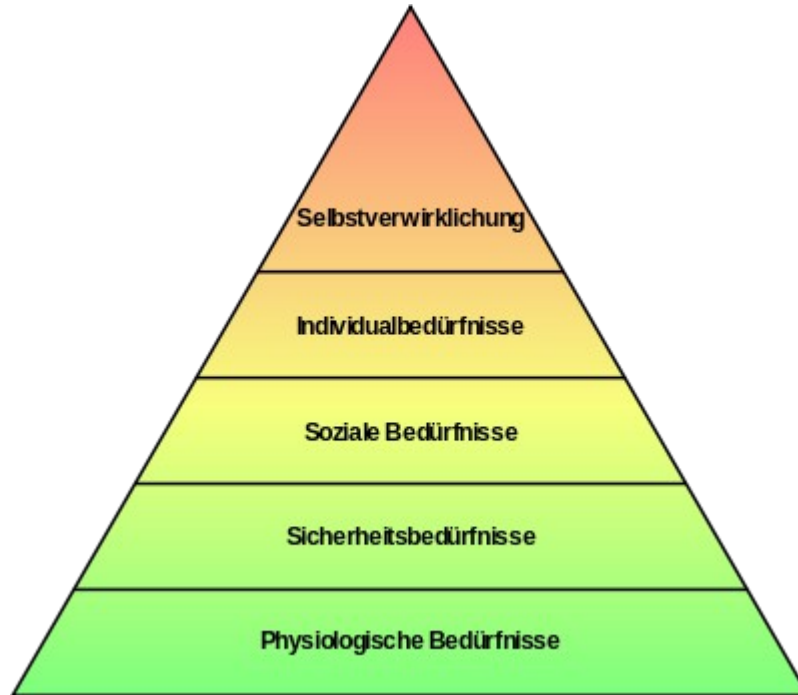 Selbstverwirklichung
Individualbedürfnisse
Soziale Bedürfnisse
Sicherheitsbedürfnisse
Physiologische Bedürfnisse